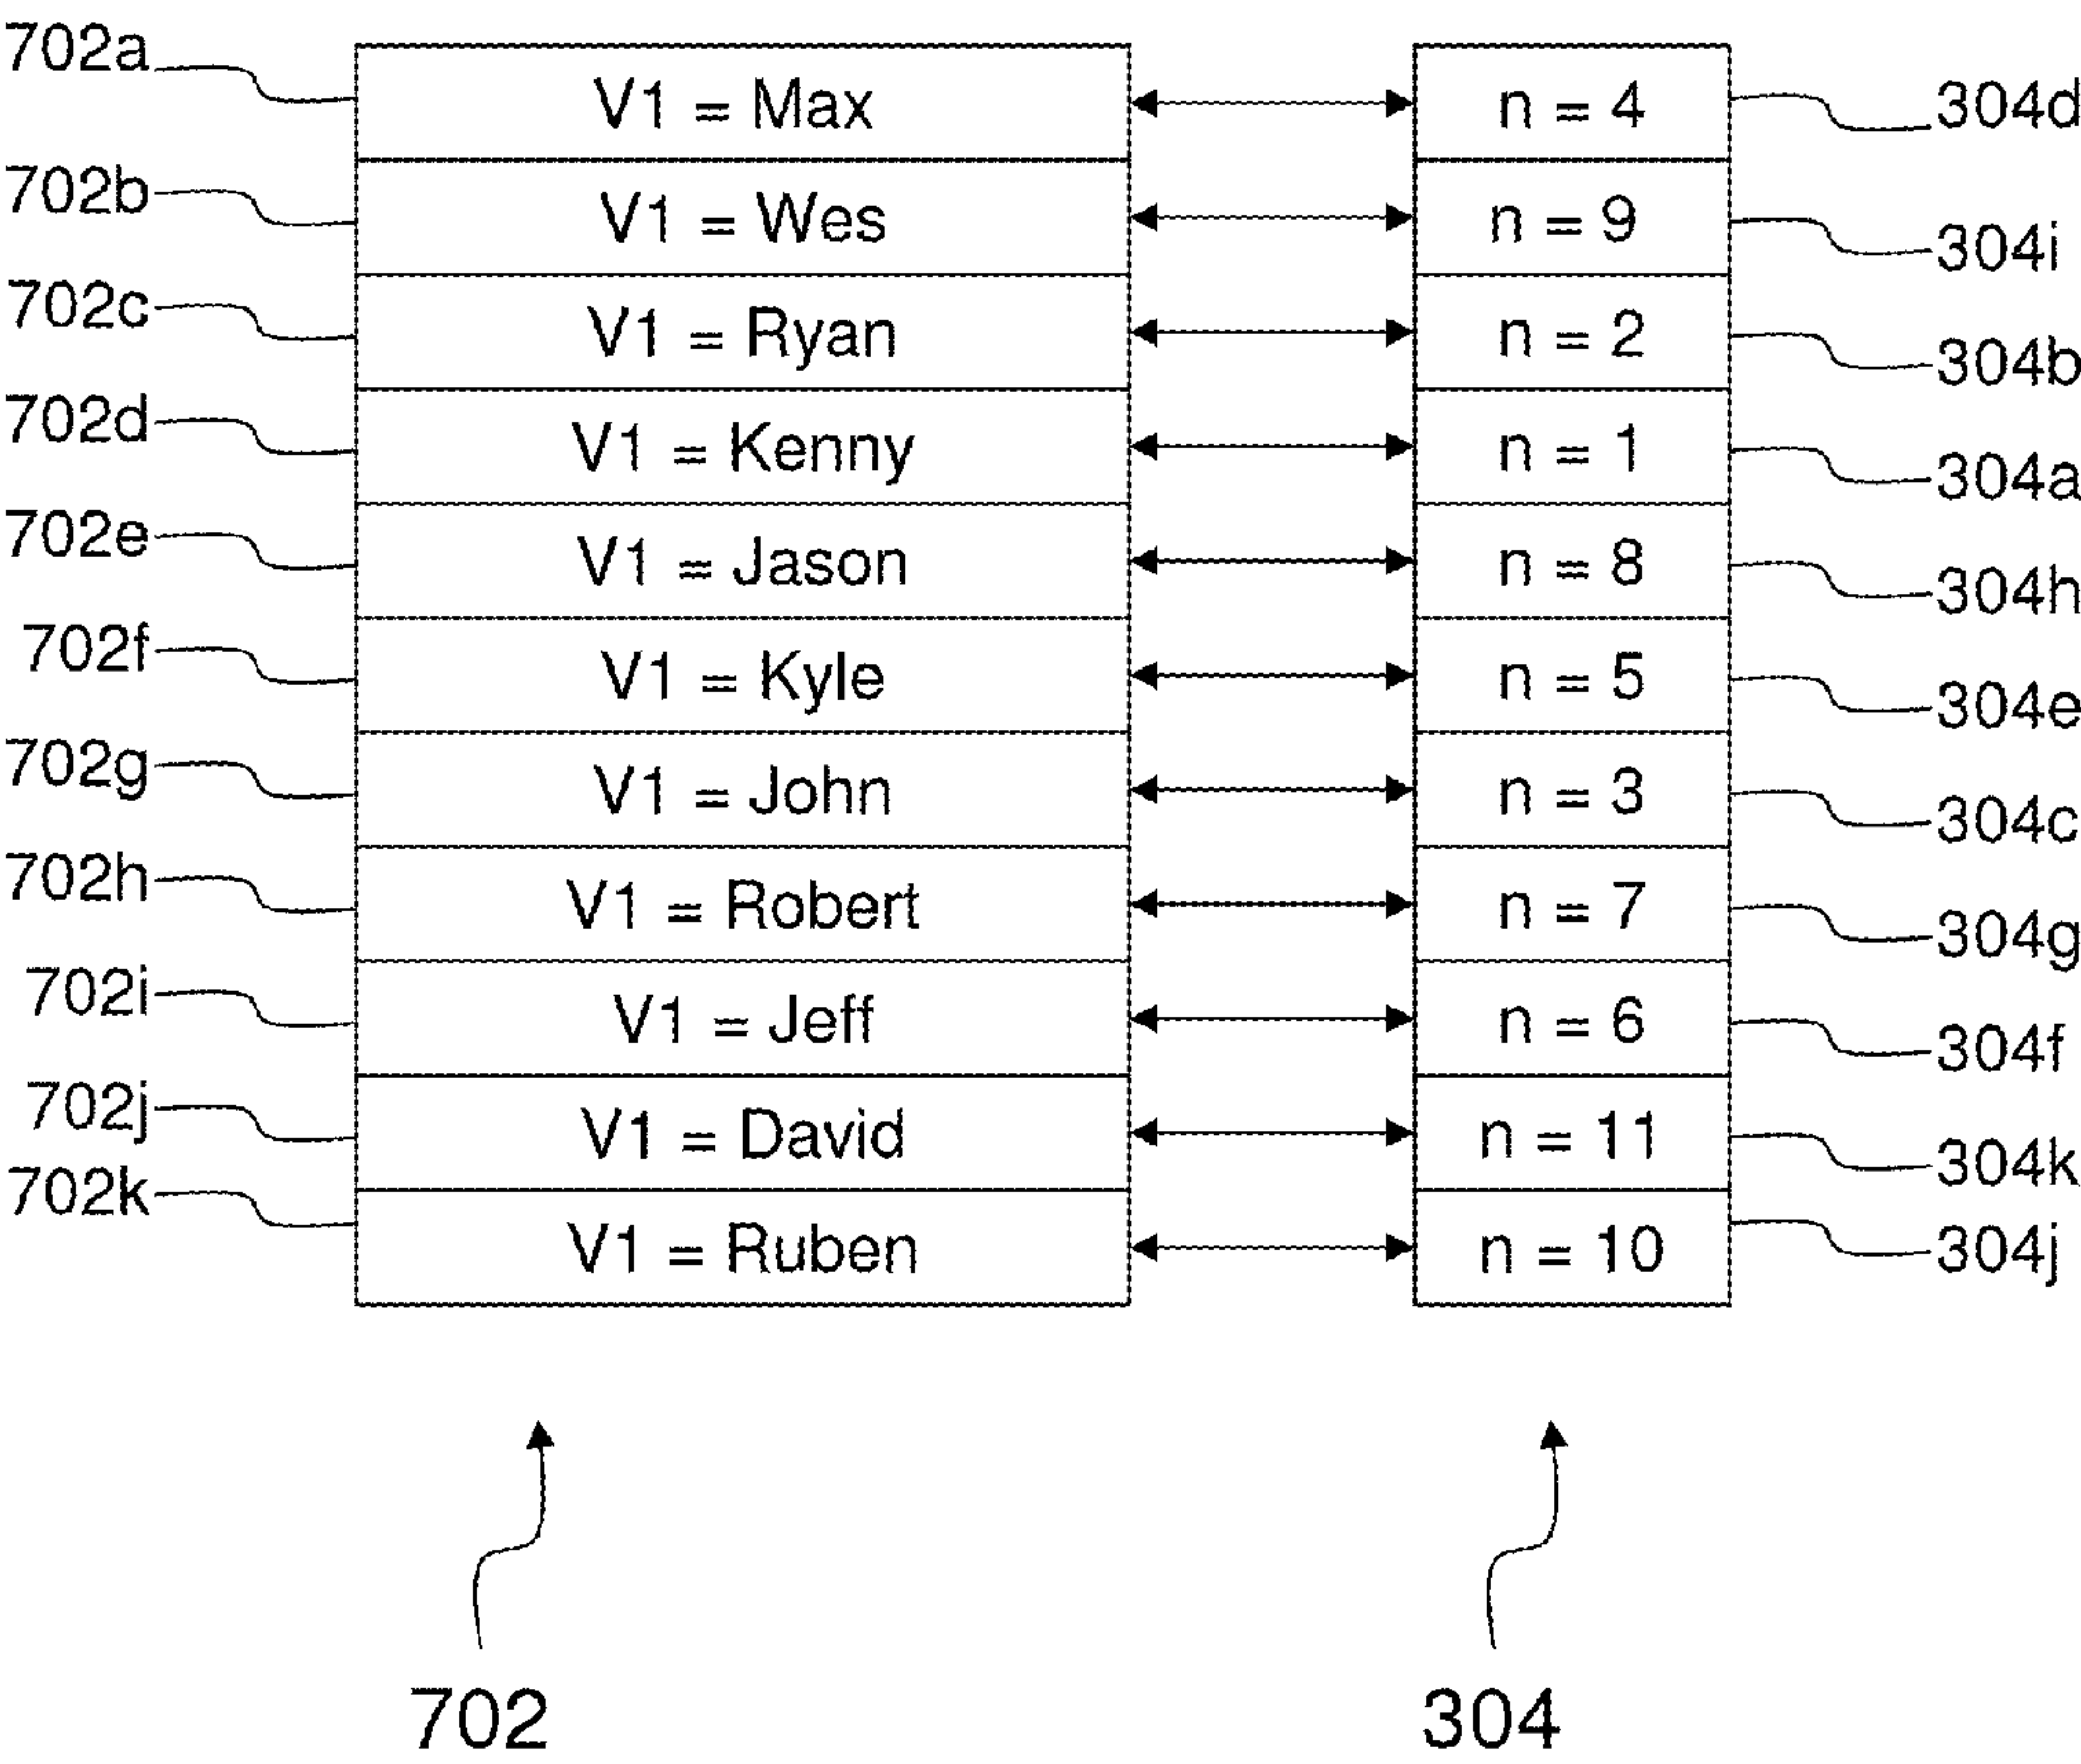 702a V1 = Max n = 4 304d
702b V1 = Wes n = 9 304i
702c V1 = Ryan n = 2 304b
702d V1 = Kenny n = 1 304a
702e V1 = Jason n = 8 304h
702f V1 = Kyle n = 5 304e
702g V1 = John n = 3 304c
702h V1 = Robert n = 7 304g
702i V1 = Jeff n = 6 304f
702j V1 = David n = 11 304k
702k V1 = Ruben n = 10 304j
702 304